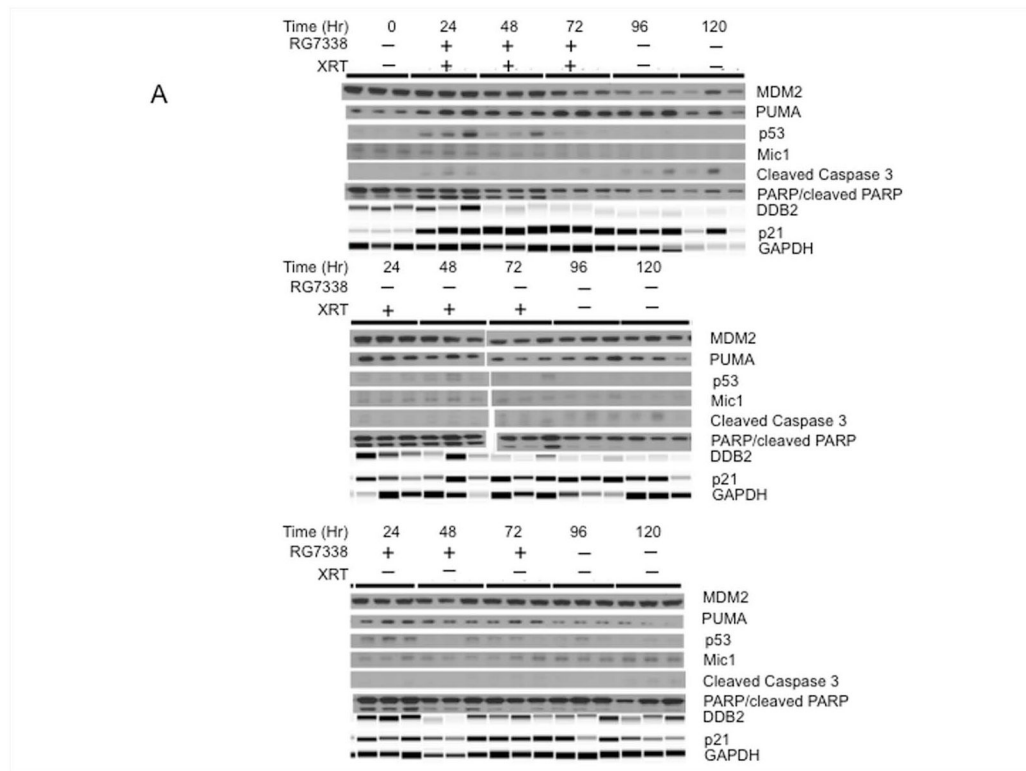 A
Time (Hr) 0 24 48 72 96 120
RG7338 – + + + – –
XRT – + + + – –
MDM2
PUMA
p53
Mic1
Cleaved Caspase 3
PARP/cleaved PARP
DDB2
p21
GAPDH
Time (Hr) 24 48 72 96 120
RG7338 – – – – –
XRT + + + – –
MDM2
PUMA
p53
Mic1
Cleaved Caspase 3
PARP/cleaved PARP
DDB2
p21
GAPDH
Time (Hr) 24 48 72 96 120
RG7338 + + + – –
XRT – – – – –
MDM2
PUMA
p53
Mic1
Cleaved Caspase 3
PARP/cleaved PARP
DDB2
p21
GAPDH